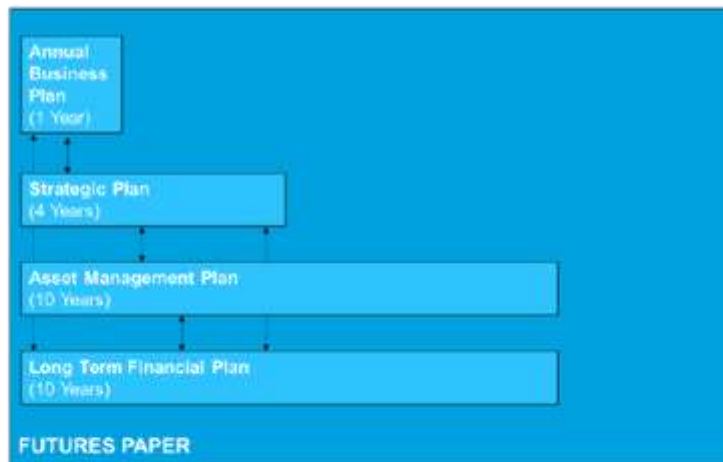 Annual
Business
Plan
(1 Year)
Strategic Plan
(4 Years)
Asset Management Plan
(10 Years)
Long Term Financial Plan
(10 Years)
FUTURES PAPER